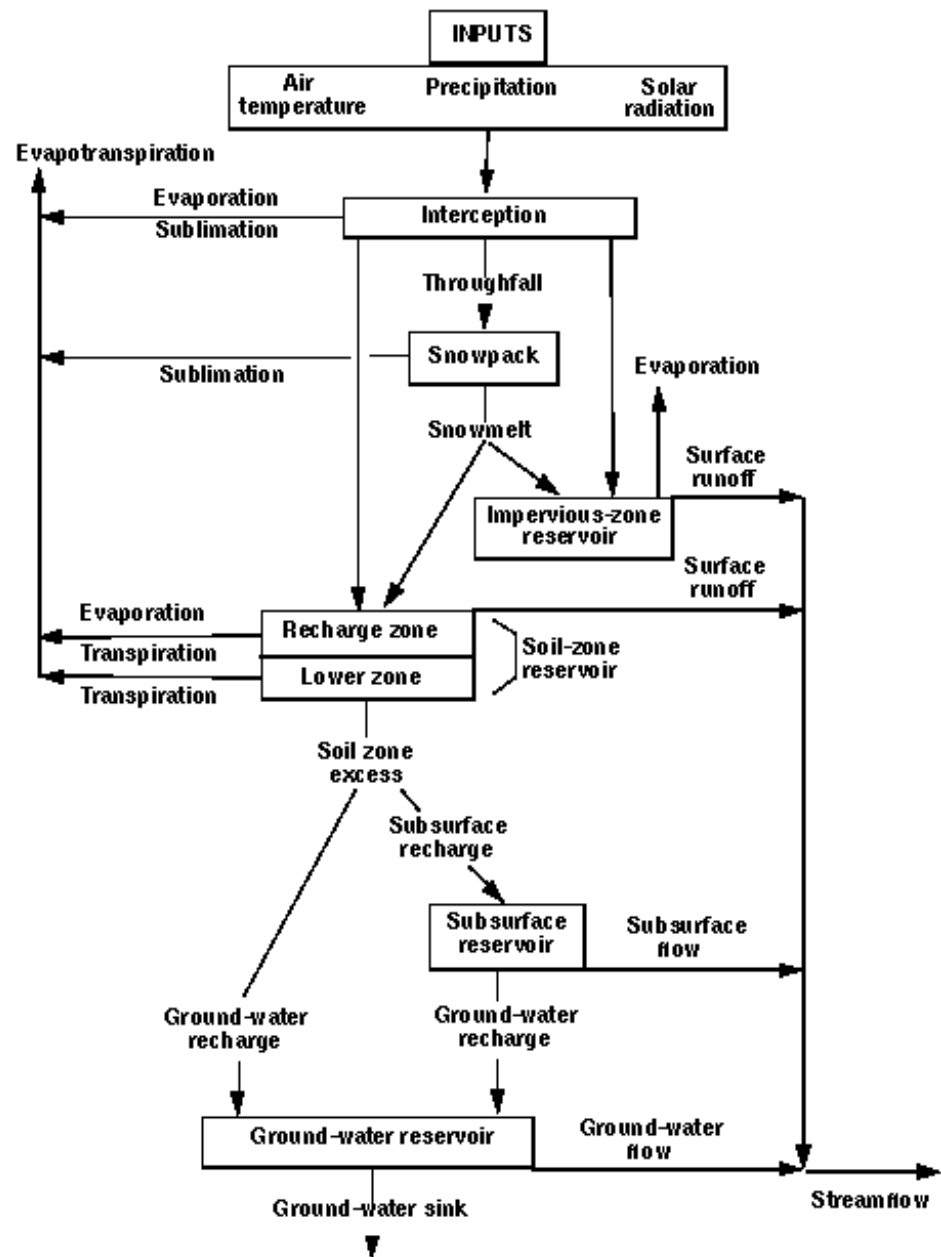 INPUTS
Air
temperature
Precipitation
Solar
radiation
Evapotranspiration
Evaporation
Sublimation
Interception
Throughfall
Snowpack
Sublimation
Evaporation
Snowmelt
Surface
runoff
Impervious-zone
reservoir
Surface
runoff
Evaporation
Transpiration
Recharge zone
Soil-zone
reservoir
Transpiration
Lower zone
Soil zone
excess
Subsurface
recharge
Subsurface
reservoir
Subsurface
flow
Ground-water
recharge
Ground-water
recharge
Ground-water reservoir
Ground-water
flow
Streamflow
Ground-water sink